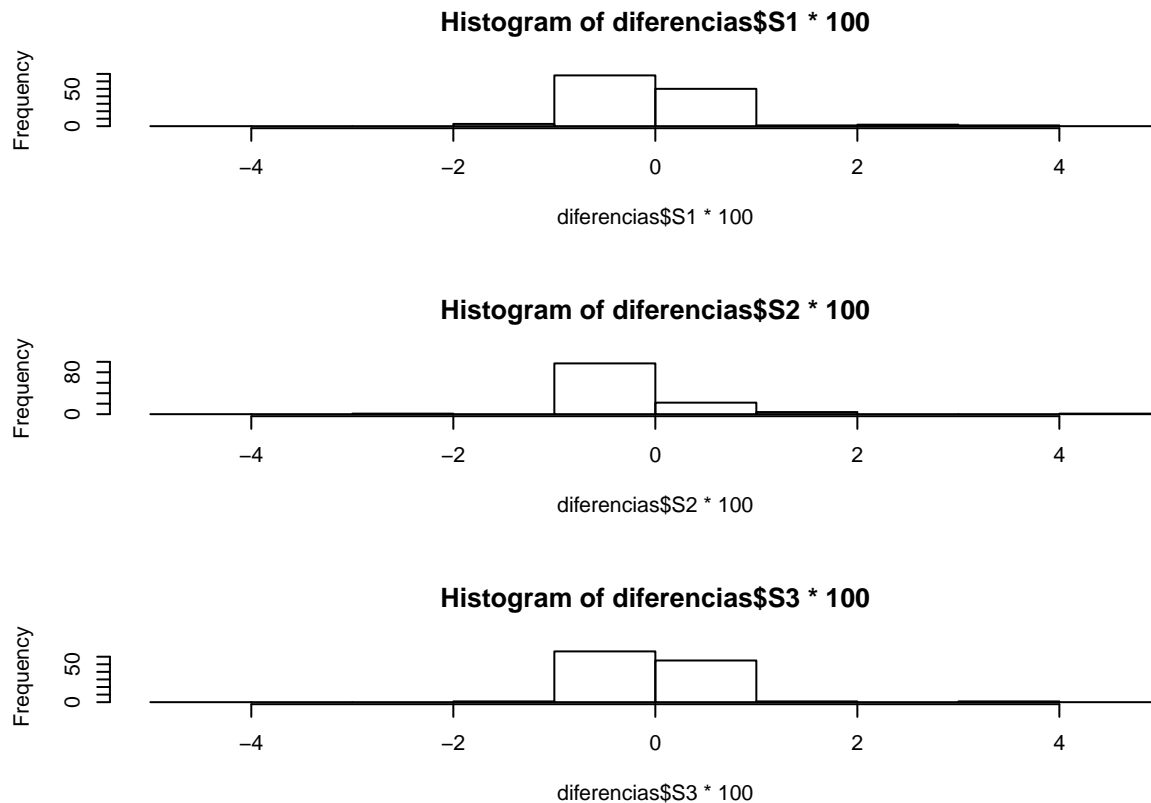 Histogram of diferencias$S1 * 100
Frequency
50
0
−4 −2 0 2 4
diferencias$S1 * 100
Histogram of diferencias$S2 * 100
Frequency
80
0
−4 −2 0 2 4
diferencias$S2 * 100
Histogram of diferencias$S3 * 100
Frequency
50
0
−4 −2 0 2 4
diferencias$S3 * 100